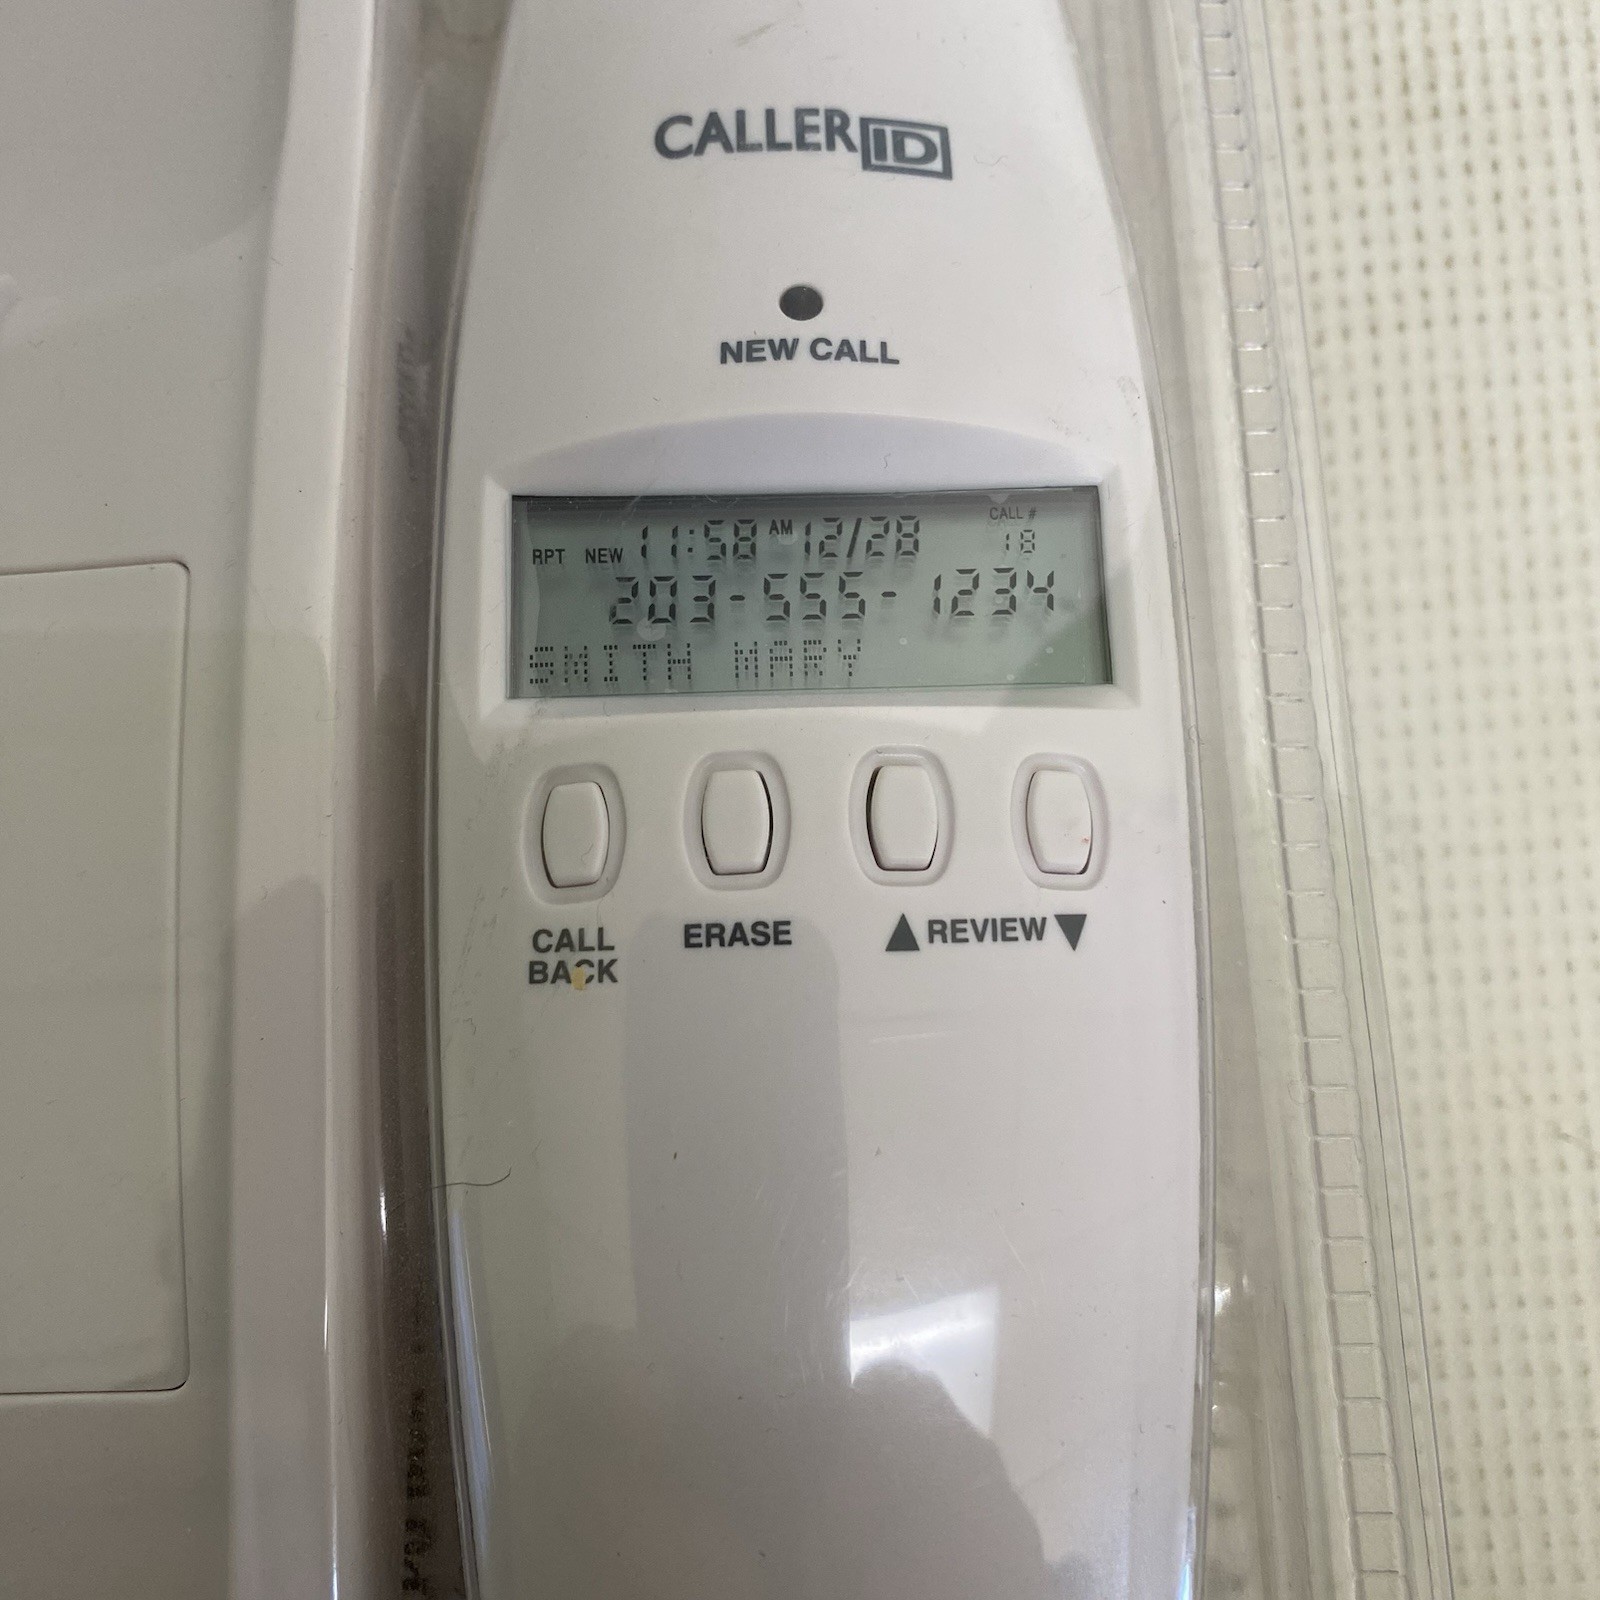 CALLER ID
NEW CALL
CALL #
RPT NEW 11:58 AM 12/28 18
203-555-1234
SMITH MARY
CALL BACK
ERASE
▲ REVIEW ▼